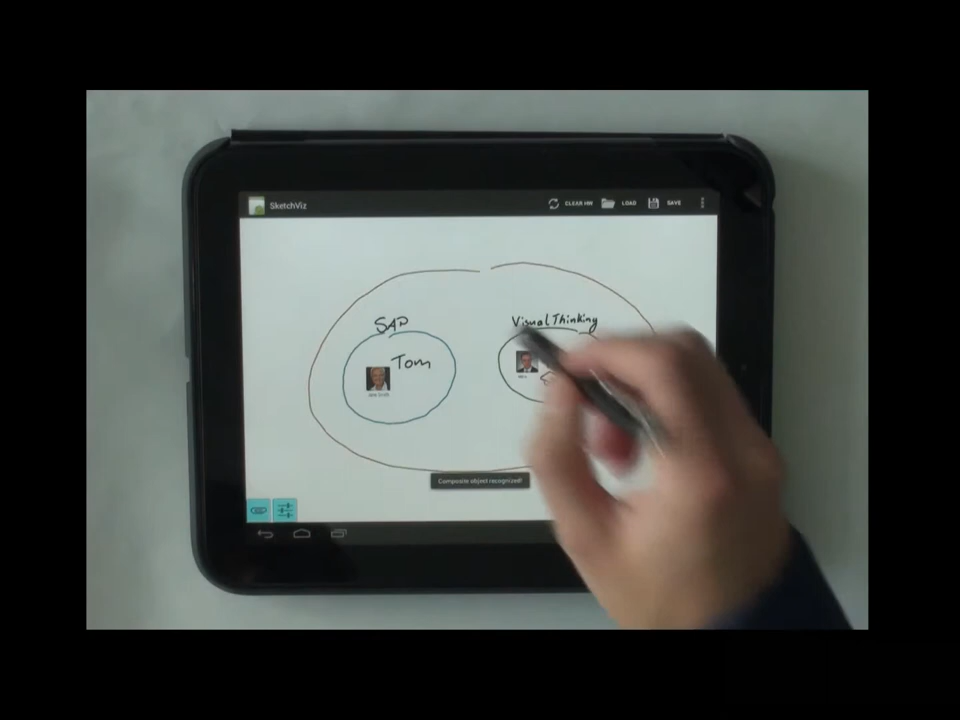 SketchViz
CLEAR HW
LOAD
SAVE
SAP
Visual Thinking
Tom
Composite object recognized!